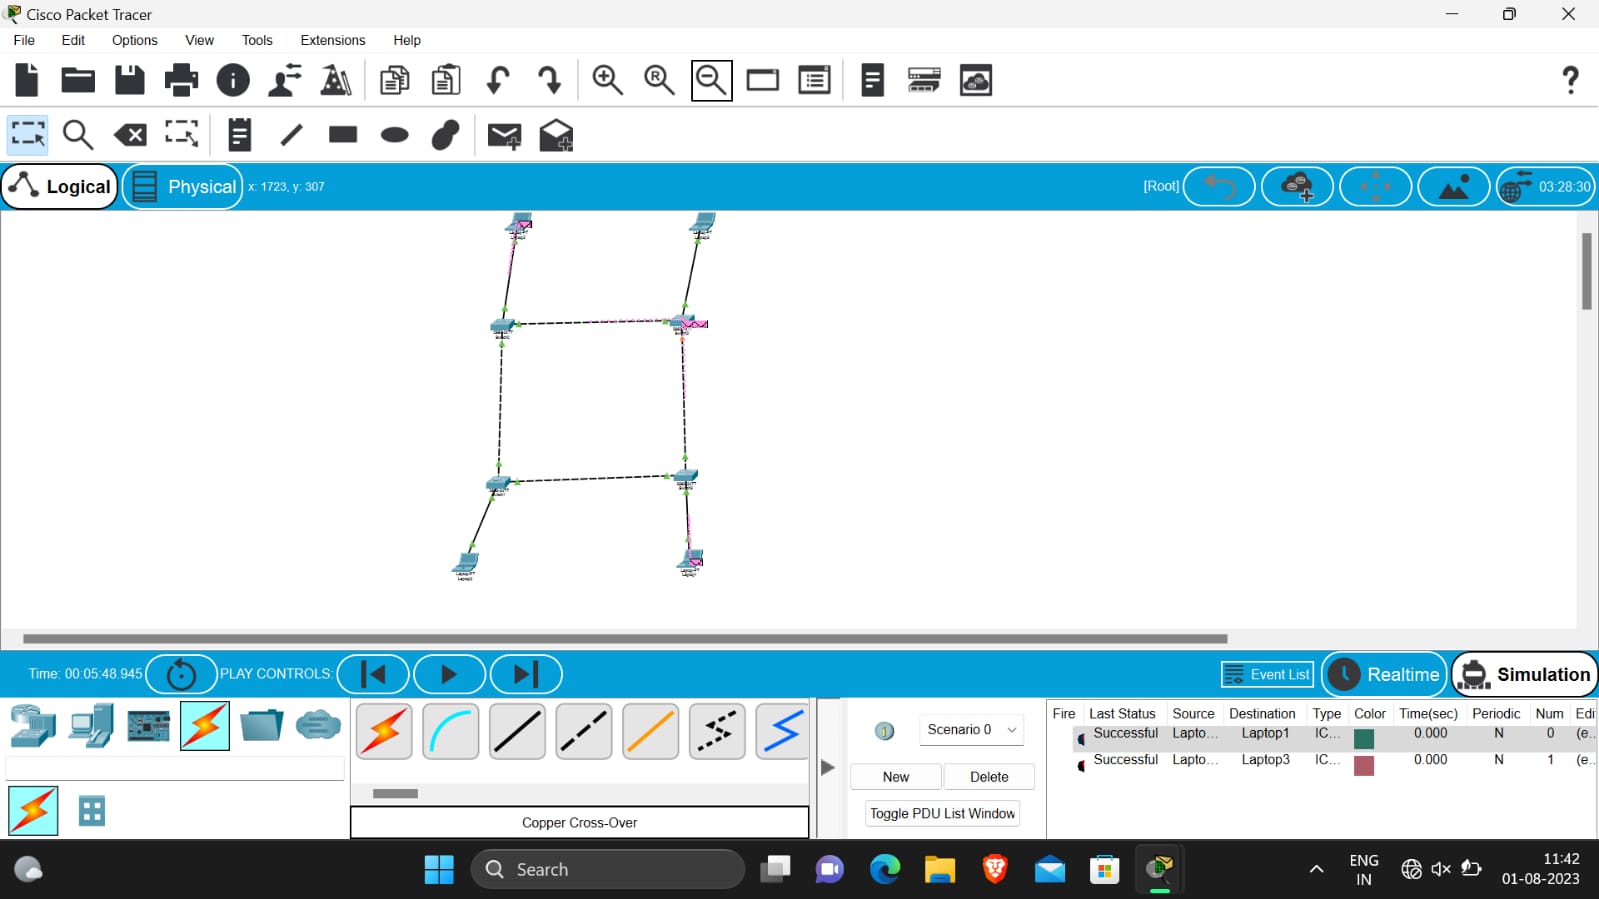 Cisco Packet Tracer
File Edit Options View Tools Extensions Help
R
?
Logical Physical x: 1723, y: 307 [Root] 03:28:30
Time: 00:05:48.945 PLAY CONTROLS: Event List Realtime Simulation
Scenario 0
New Delete
Toggle PDU List Window
Copper Cross-Over
Fire Last Status Source Destination Type Color Time(sec) Periodic Num Edi
Successful Lapto... Laptop1 IC... 0.000 N 0 (e...
Successful Lapto... Laptop3 IC... 0.000 N 1 (e...
Search
ENG
IN
11:42
01-08-2023